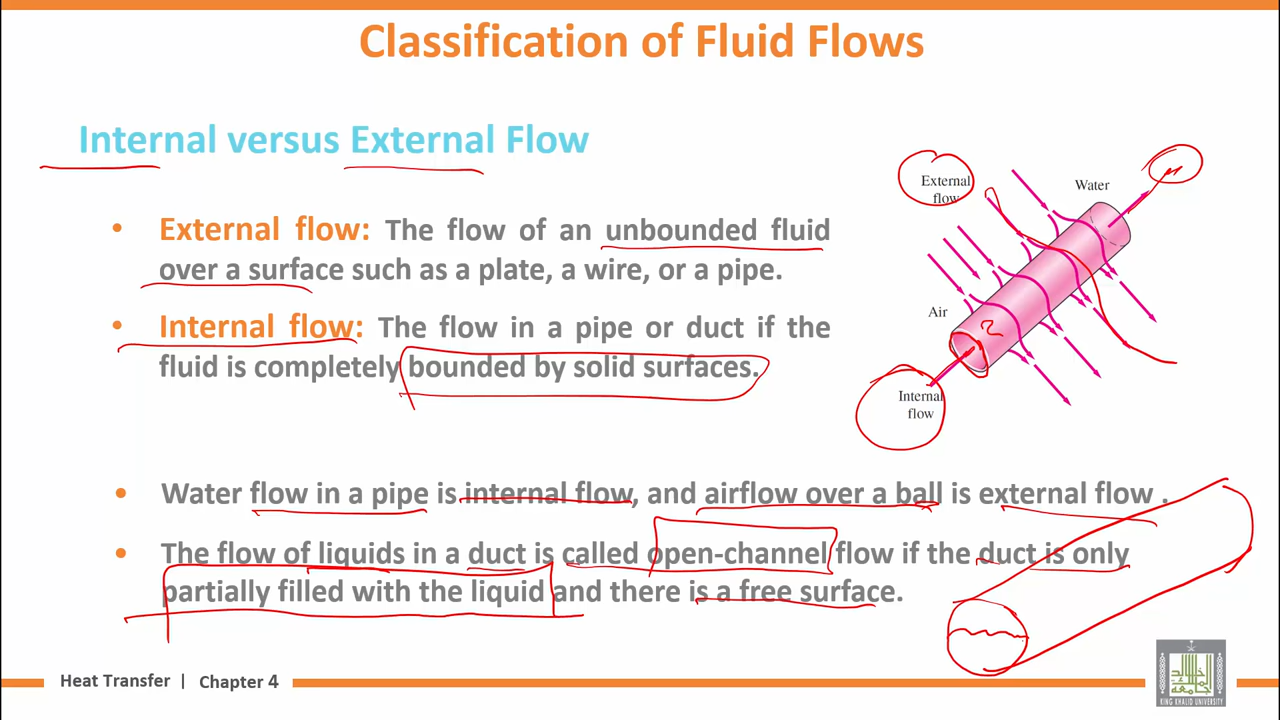 Classification of Fluid Flows
Internal versus External Flow
• External flow: The flow of an unbounded fluid
over a surface such as a plate, a wire, or a pipe.
• Internal flow: The flow in a pipe or duct if the
fluid is completely bounded by solid surfaces.
External
flow
Water
Air
Internal
flow
• Water flow in a pipe is internal flow, and airflow over a ball is external flow .
• The flow of liquids in a duct is called open-channel flow if the duct is only
partially filled with the liquid and there is a free surface.
Heat Transfer | Chapter 4
KING KHALID UNIVERSITY